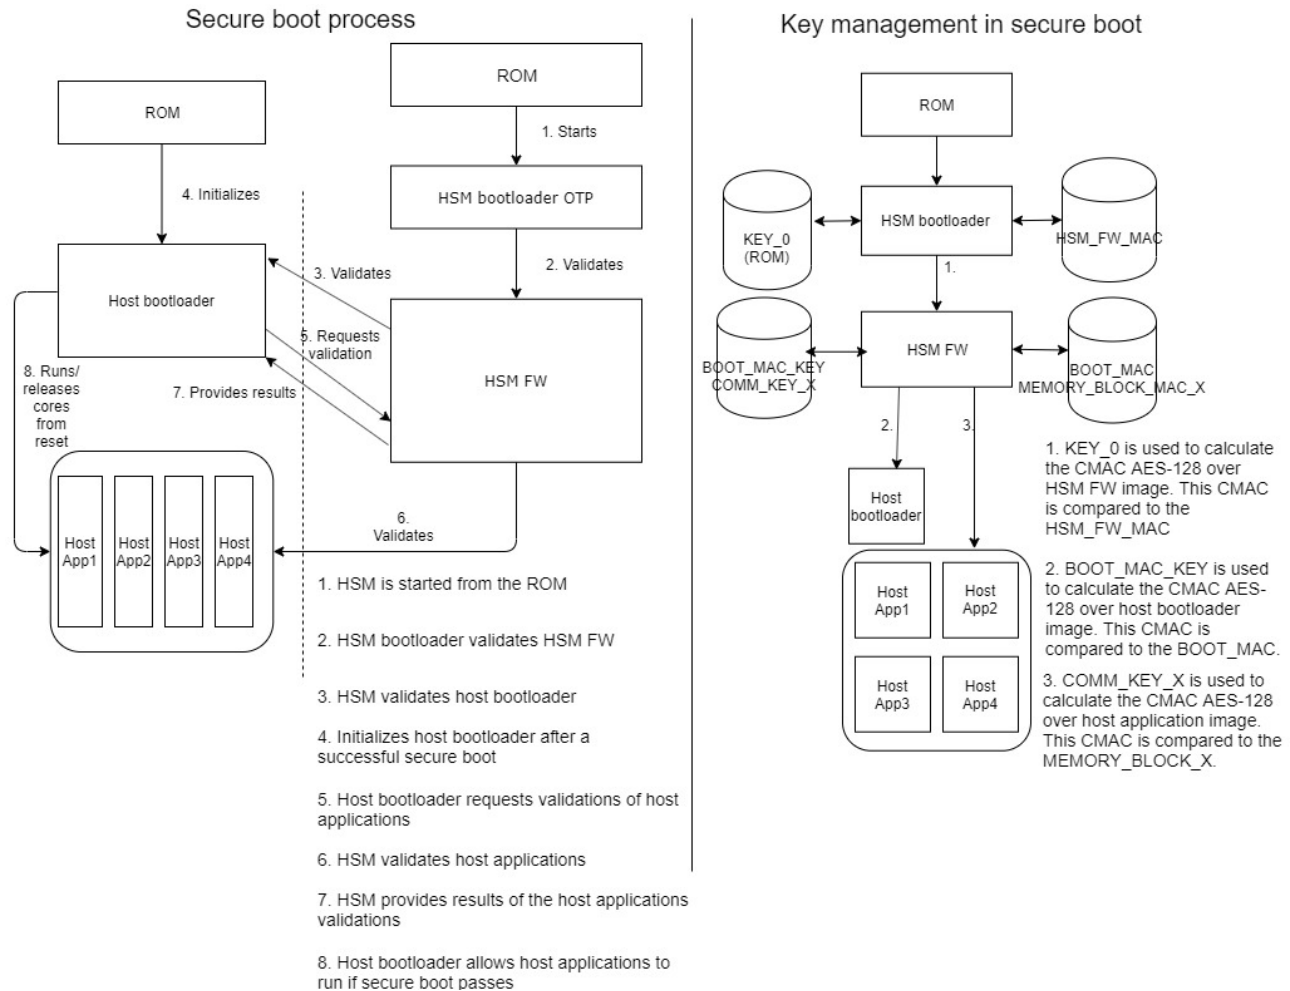 Secure boot process
ROM
ROM
1. Starts
4. Initializes
HSM bootloader OTP
2. Validates
3. Validates
Host bootloader
5. Requests
validation
HSM FW
8. Runs/
releases
cores
from
reset
7. Provides results
6.
Validates
Host
App1
Host
App2
Host
App3
Host
App4
1. HSM is started from the ROM
2. HSM bootloader validates HSM FW
3. HSM validates host bootloader
4. Initializes host bootloader after a
successful secure boot
5. Host bootloader requests validations of host
applications
6. HSM validates host applications
7. HSM provides results of the host applications
validations
8. Host bootloader allows host applications to
run if secure boot passes
Key management in secure boot
ROM
KEY_0
(ROM)
HSM bootloader
HSM_FW_MAC
1.
BOOT_MAC_KEY
COMM_KEY_X
HSM FW
BOOT_MAC
MEMORY_BLOCK_MAC_X
2.
3.
Host
bootloader
Host
App1
Host
App2
Host
App3
Host
App4
1. KEY_0 is used to calculate
the CMAC AES-128 over
HSM FW image. This CMAC
is compared to the
HSM_FW_MAC
2. BOOT_MAC_KEY is used
to calculate the CMAC AES-
128 over host bootloader
image. This CMAC is
compared to the BOOT_MAC.
3. COMM_KEY_X is used to
calculate the CMAC AES-128
over host application image.
This CMAC is compared to the
MEMORY_BLOCK_X.